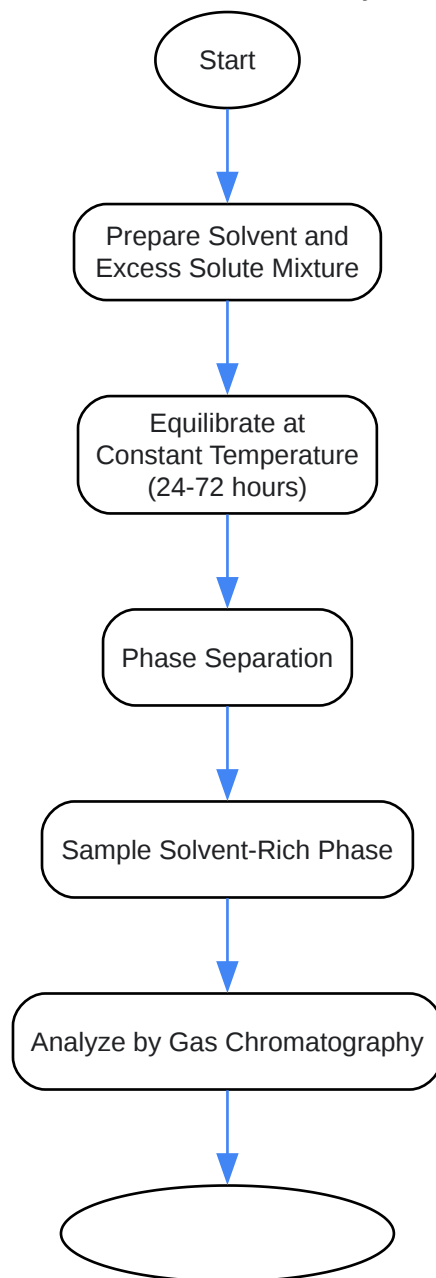 Start
Prepare Solvent and
Excess Solute Mixture
Equilibrate at
Constant Temperature
(24-72 hours)
Phase Separation
Sample Solvent-Rich Phase
Analyze by Gas Chromatography